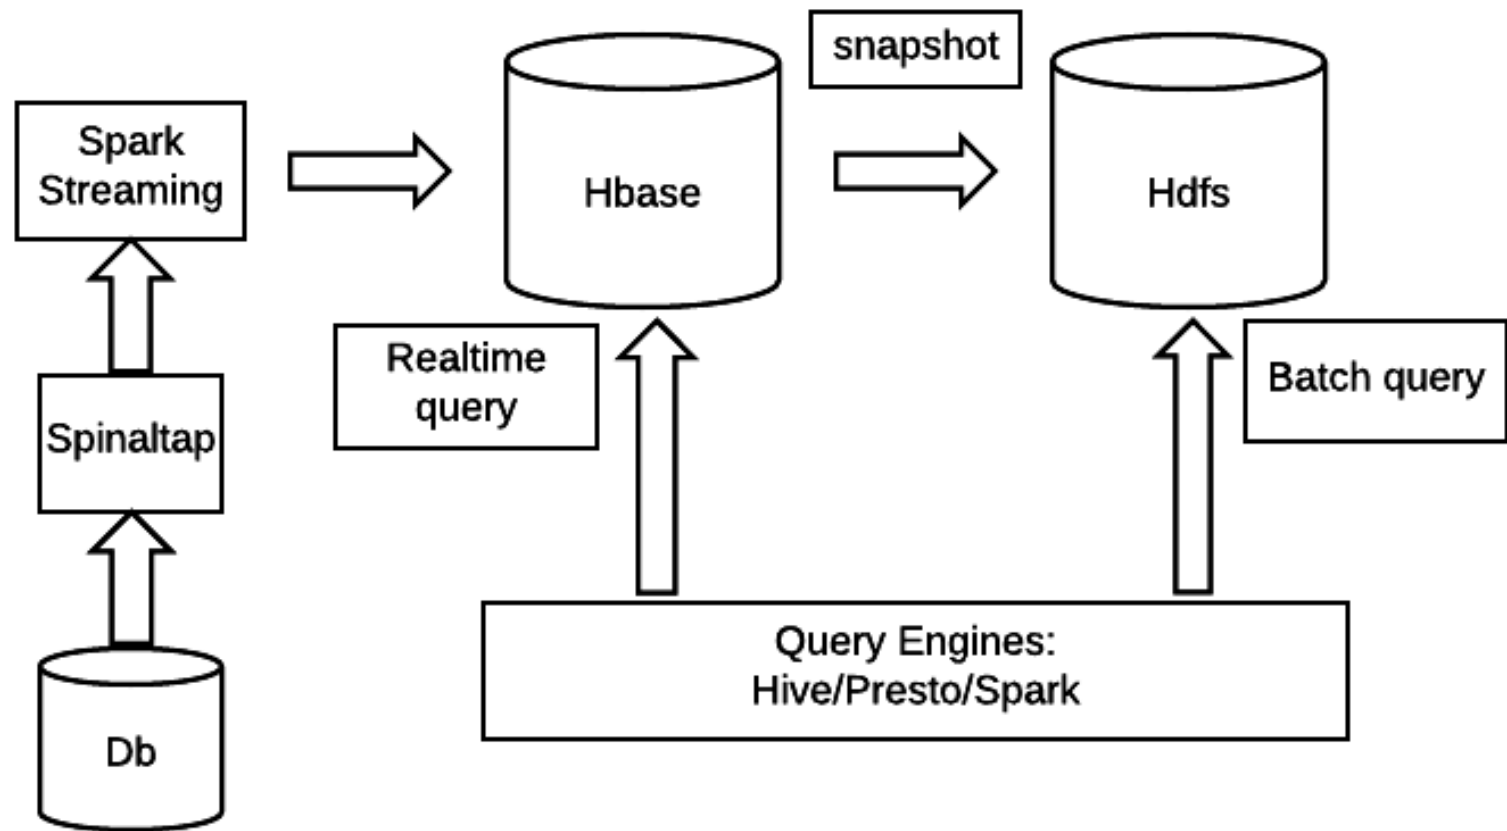 snapshot
Spark
Streaming
Hbase
Hdfs
Realtime
query
Batch query
Spinaltap
Query Engines:
Hive/Presto/Spark
Db